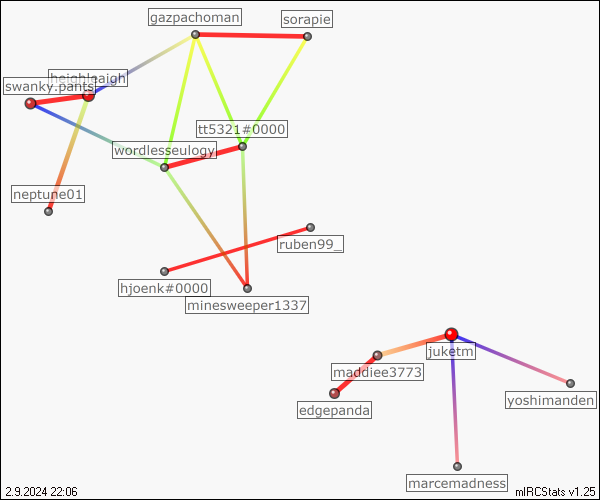 gazpachoman
sorapie
heighleaigh
swanky.pants
tt5321#0000
wordlesseulogy
neptune01
ruben99_
hjoenk#0000
minesweeper1337
juketm
maddiee3773
yoshimanden
edgepanda
marcemadness
2.9.2024 22:06
mIRCStats v1.25